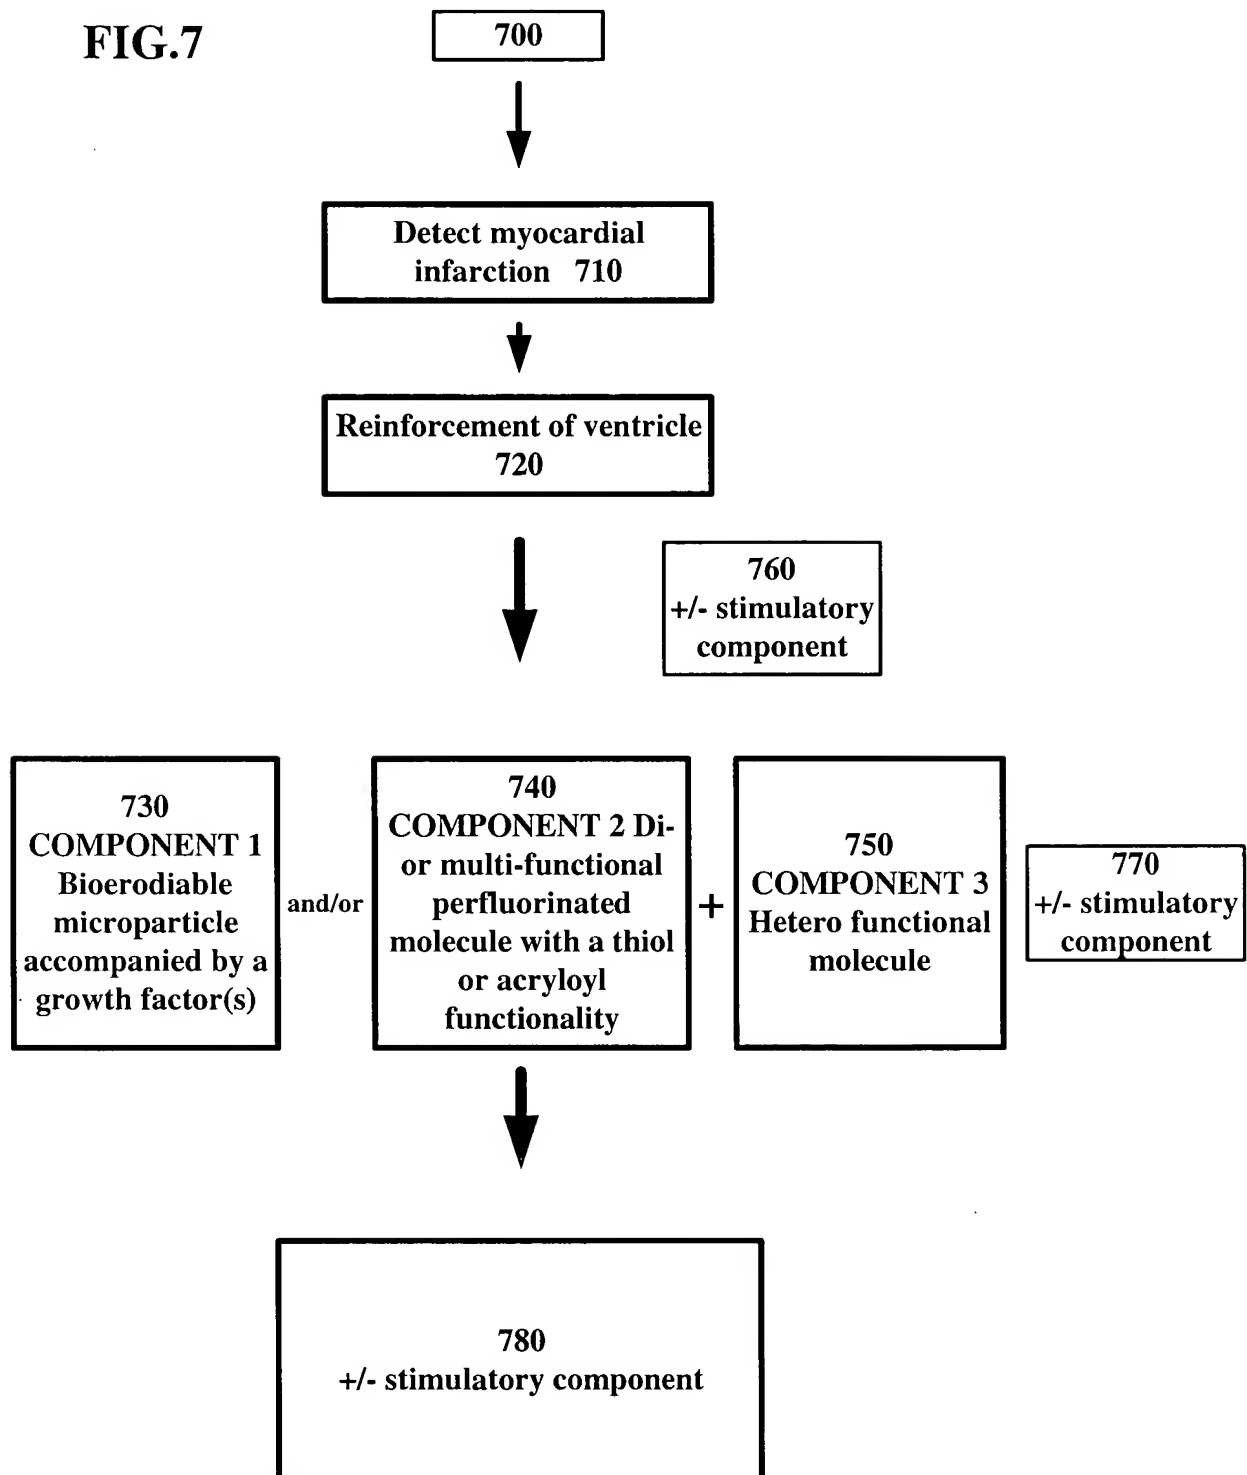 FIG.7
700
Detect myocardial
infarction 710
Reinforcement of ventricle
720
760
+/- stimulatory
component
730
COMPONENT 1
Bioerodiable
microparticle
accompanied by a
growth factor(s)
and/or
740
COMPONENT 2 Di-
or multi-functional
perfluorinated
molecule with a thiol
or acryloyl
functionality
+
750
COMPONENT 3
Hetero functional
molecule
770
+/- stimulatory
component
780
+/- stimulatory component